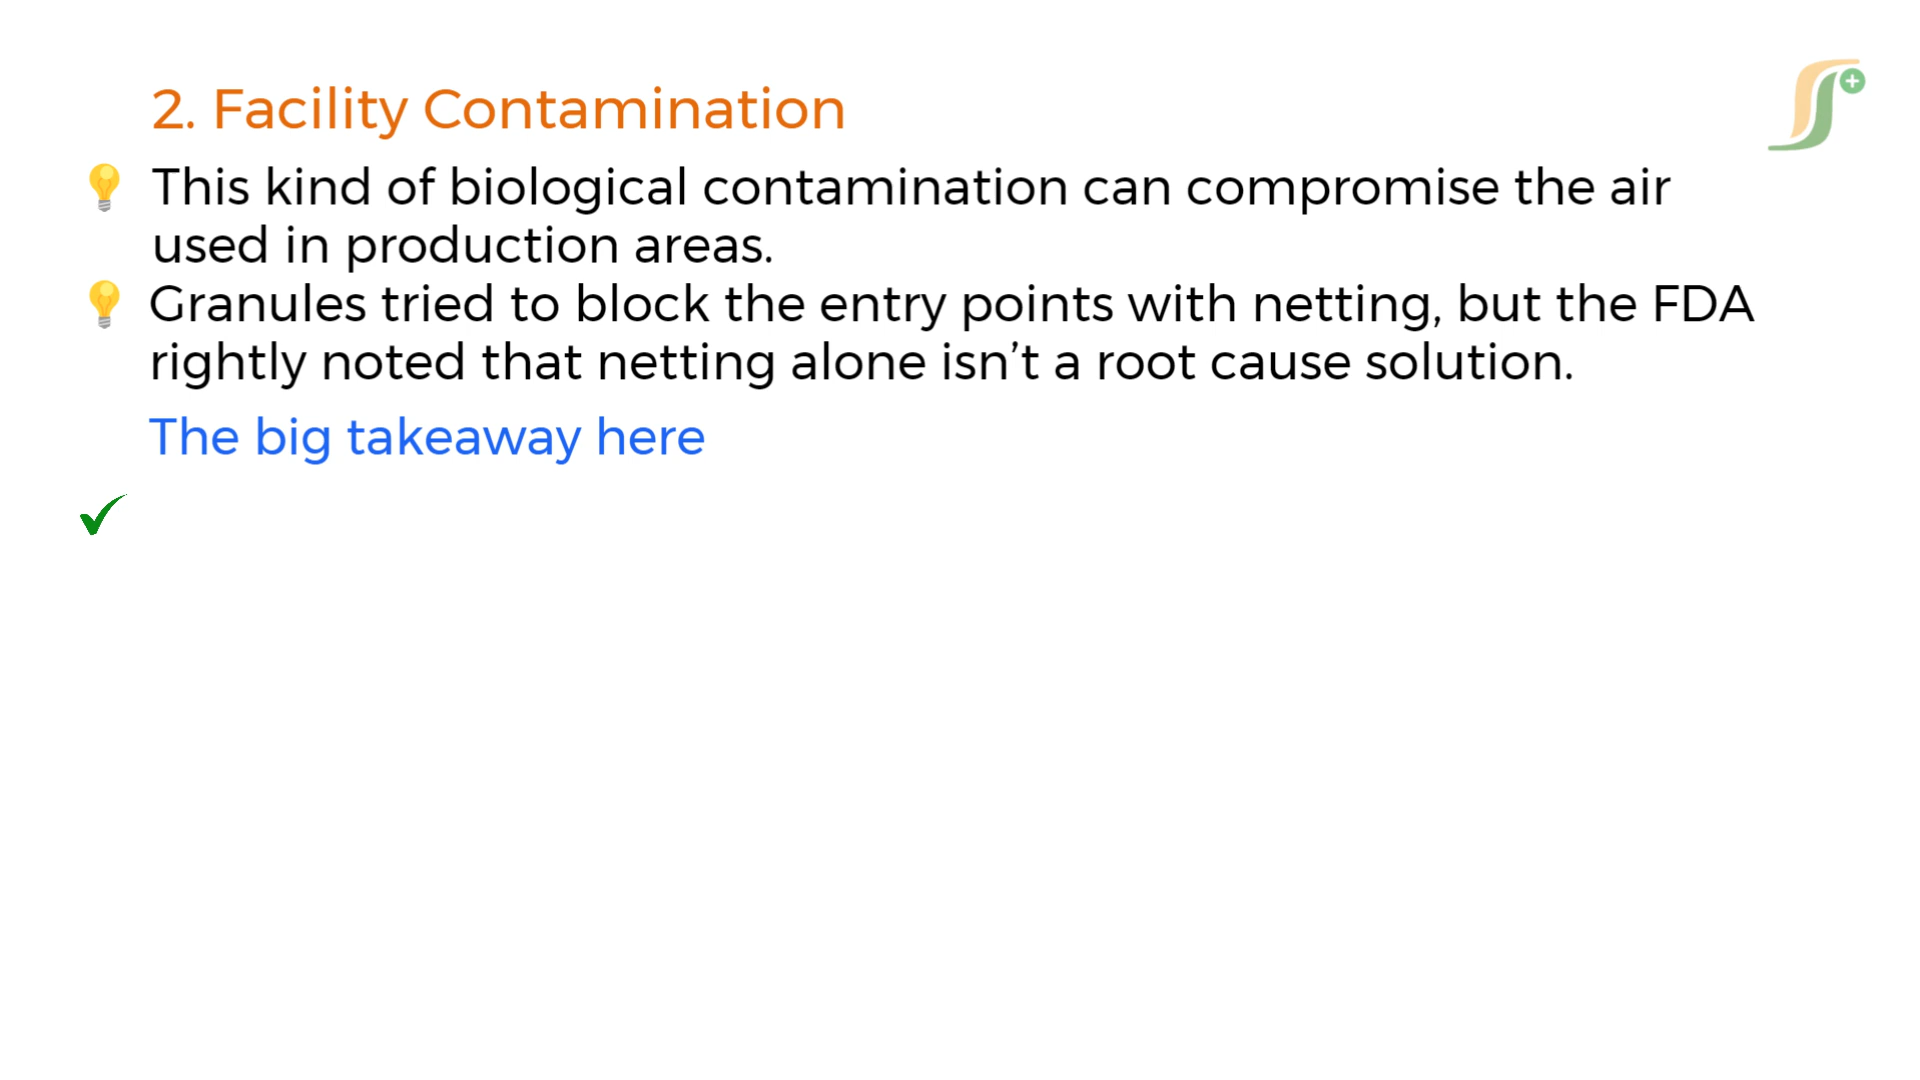 2. Facility Contamination
This kind of biological contamination can compromise the air
used in production areas.
Granules tried to block the entry points with netting, but the FDA
rightly noted that netting alone isn’t a root cause solution.
The big takeaway here